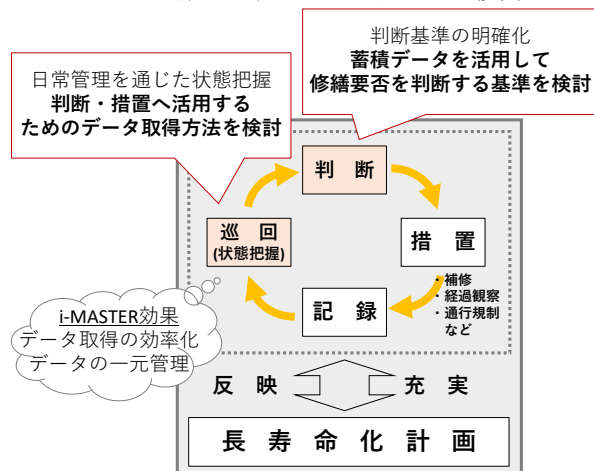 判断基準の明確化
蓄積データを活用して
修繕要否を判断する基準を検討
日常管理を通じた状態把握
判断・措置へ活用する
ためのデータ取得方法を検討
判 断
巡 回
(状態把握)
措 置
・補修
・経過観察
・通行規制
など
記 録
i-MASTER効果
データ取得の効率化
データの一元管理
反 映
充 実
長 寿 命 化 計 画